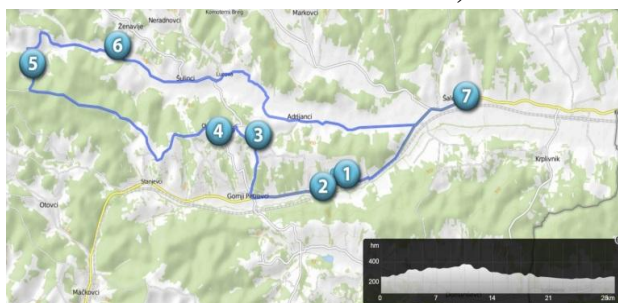 Markovci
Neradnovci
Ženavlje
6
5
Šulinci
7
Adrijanci
4
3
Krplivnik
1
2
Stanjevci
Gornji Petrovci
Otovci
Mačkovci
hm
400
200
0 7 14 21 28km